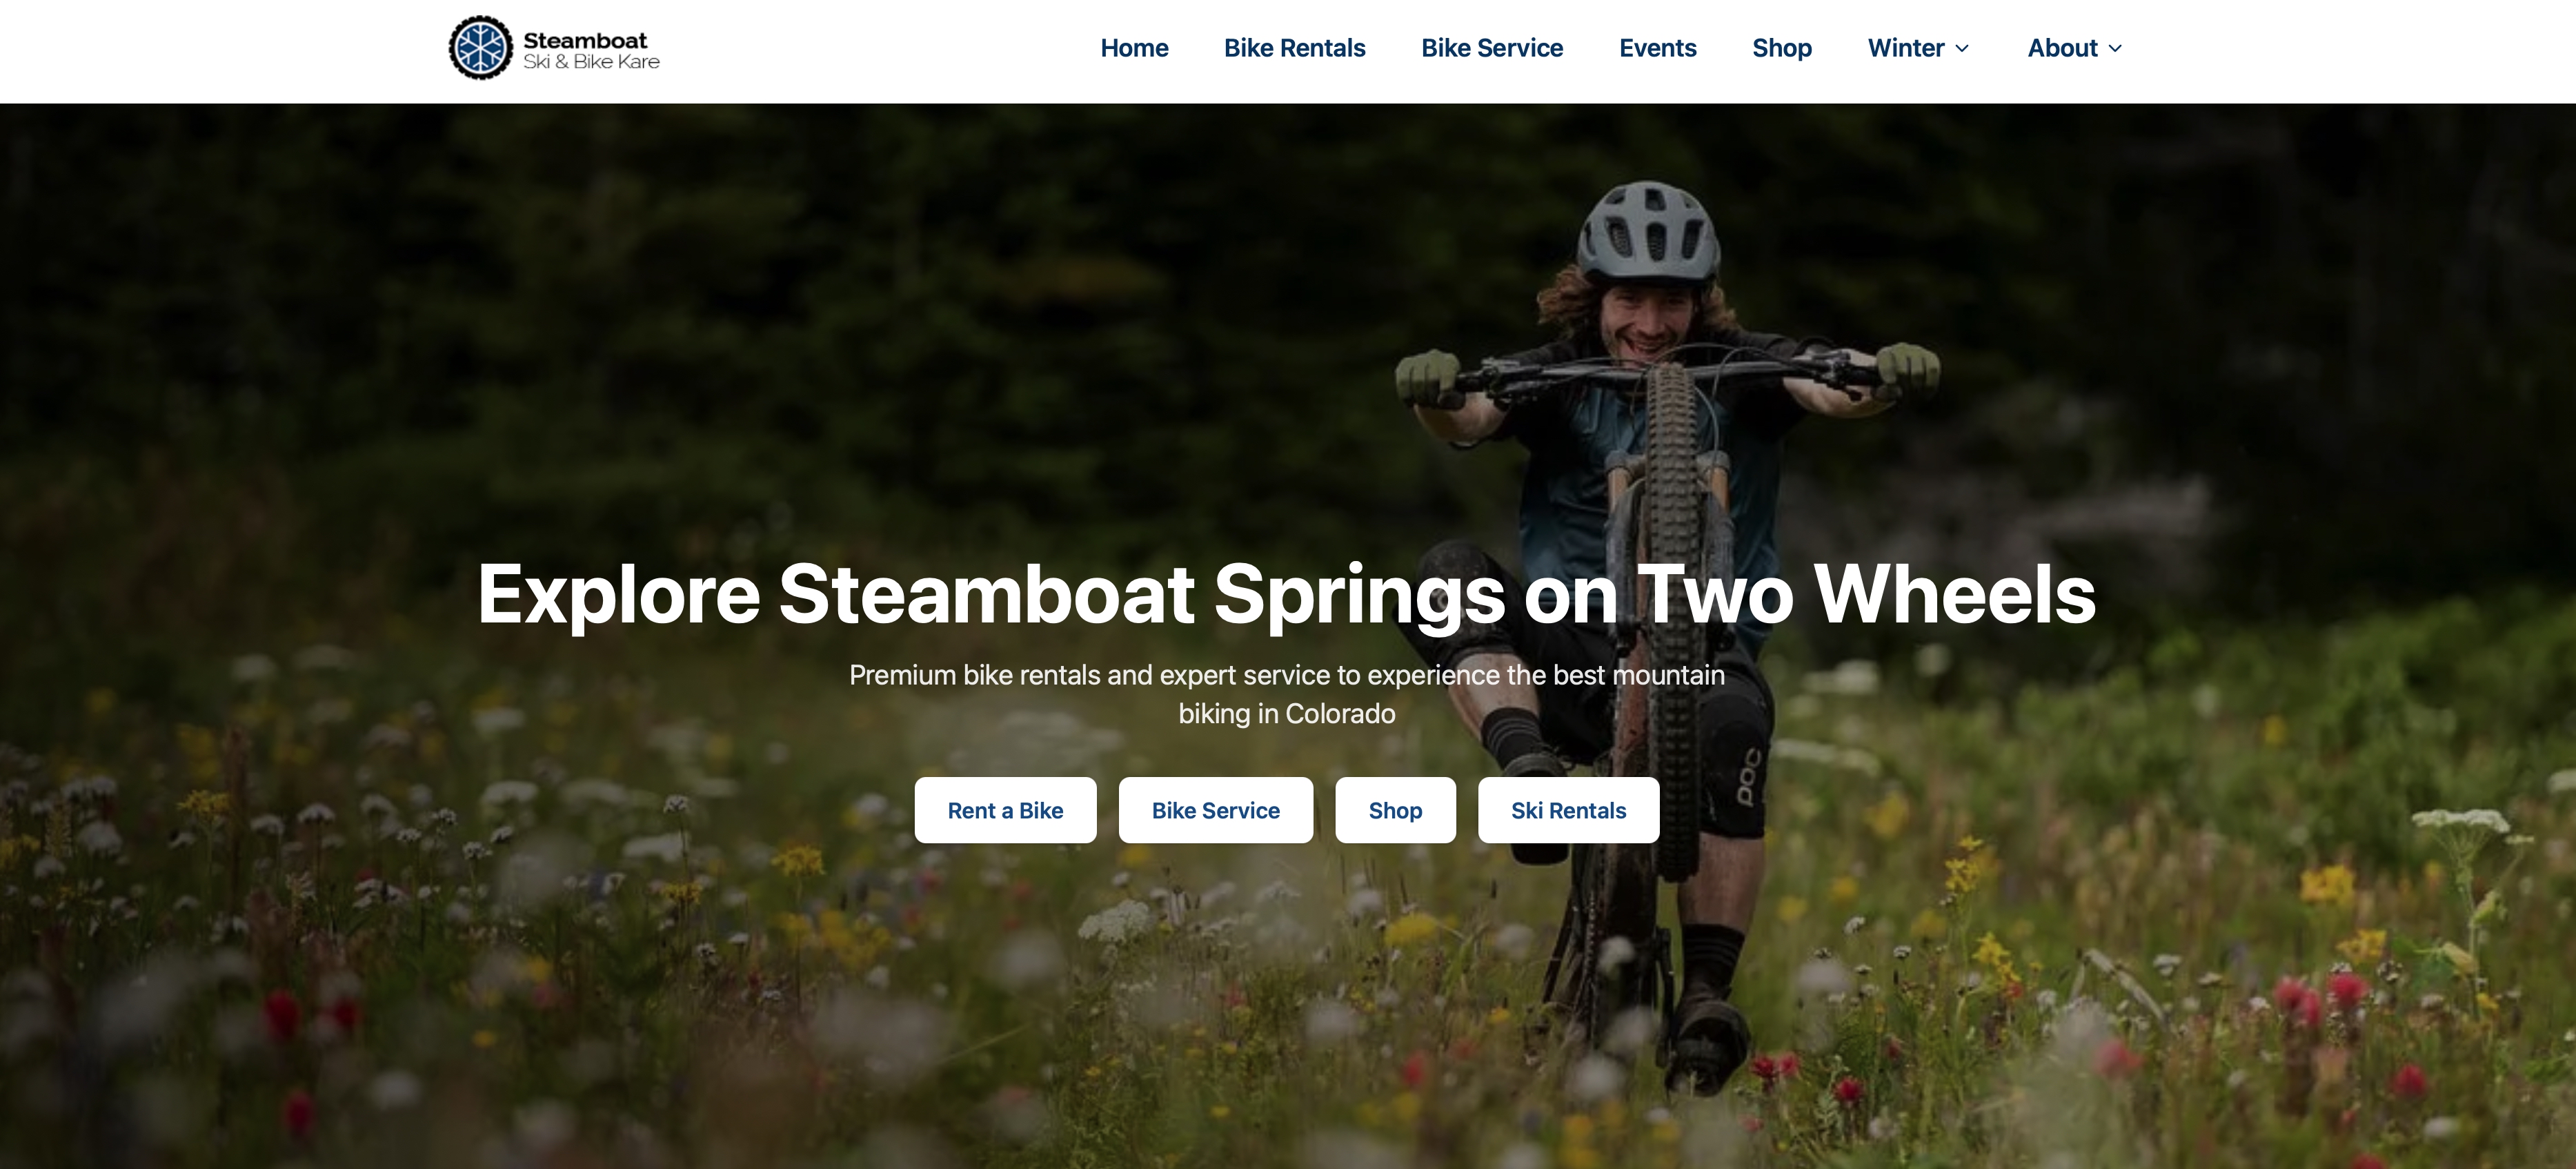 Steamboat
Ski & Bike Kare
Home Bike Rentals Bike Service Events Shop Winter About
Explore Steamboat Springs on Two Wheels
Premium bike rentals and expert service to experience the best mountain
biking in Colorado
Rent a Bike Bike Service Shop Ski Rentals
poc